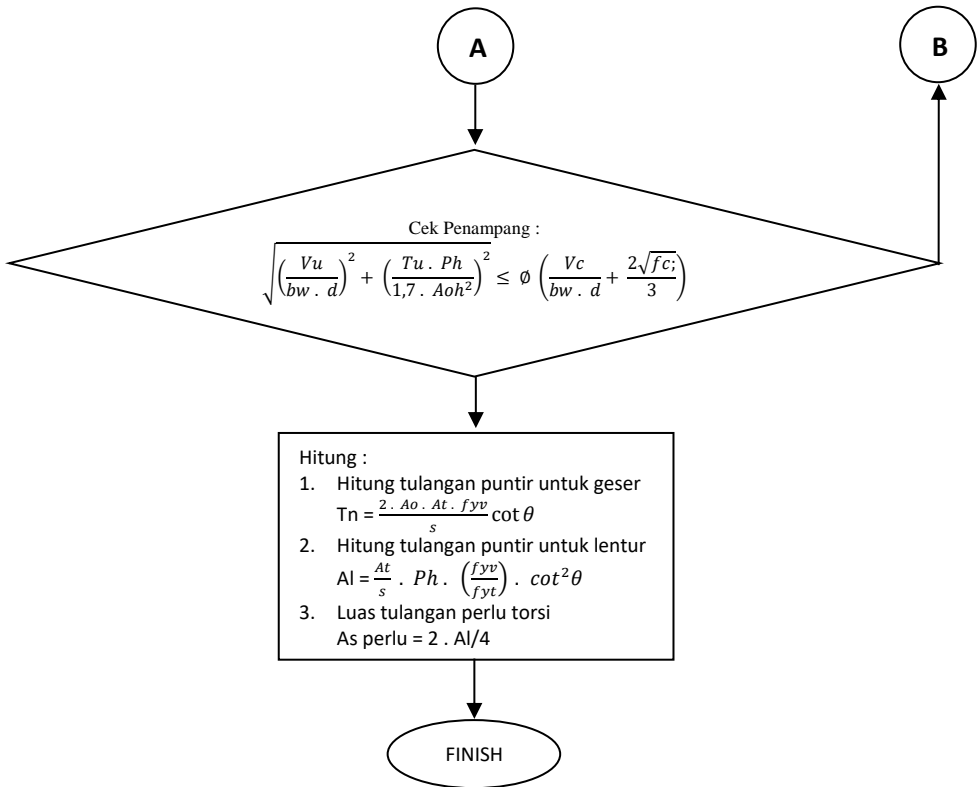 A
B
Cek Penampang :
√((Vu/(bw . d))² + ((Tu . Ph)/(1,7 . Aoh²))²) ≤ ∅ (Vc/(bw . d) + (2√fc;)/3)
Hitung :
1. Hitung tulangan puntir untuk geser
Tn = (2 . Ao . At . fyv)/s cot θ
2. Hitung tulangan puntir untuk lentur
Al = At/s . Ph . (fyv/fyt) . cot²θ
3. Luas tulangan perlu torsi
As perlu = 2 . Al/4
FINISH